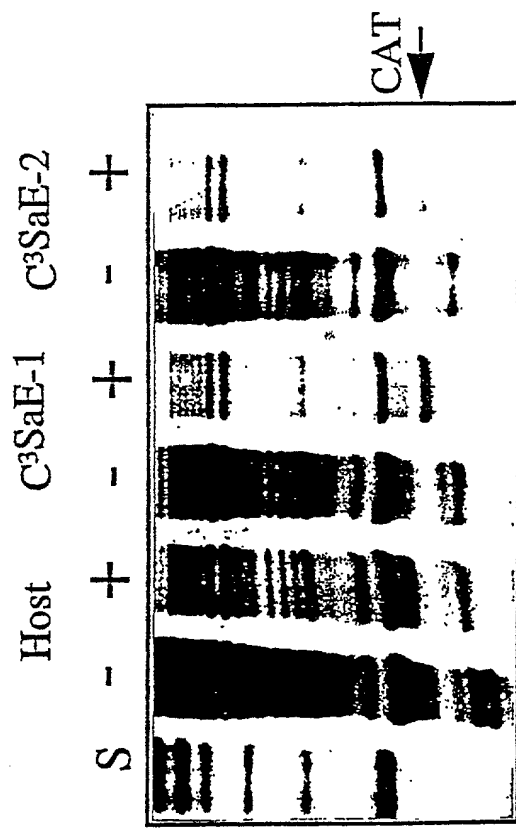 Host C³SaE-1 C³SaE-2
S - + - + - +
CAT